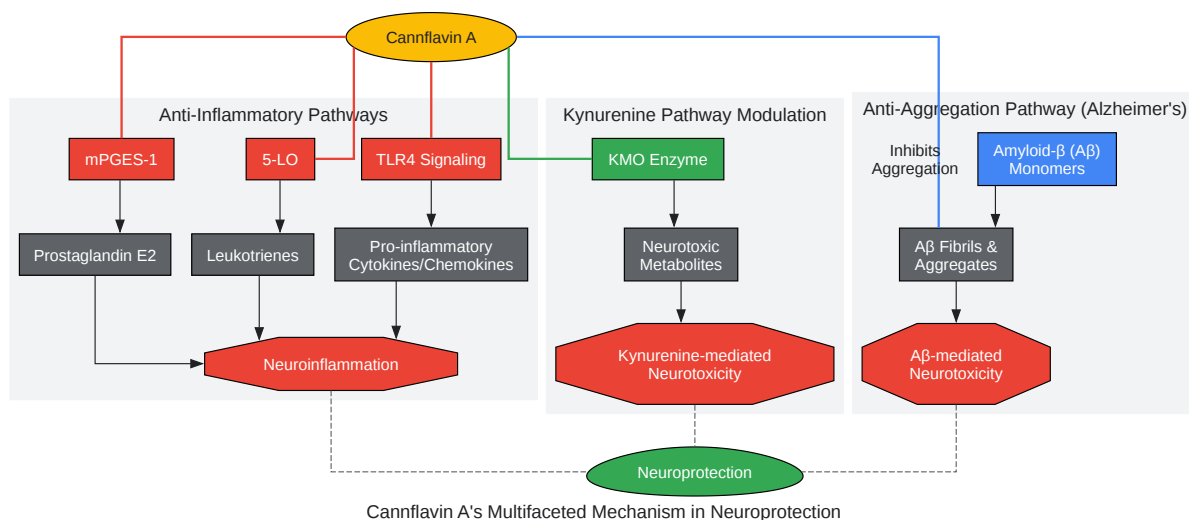 Cannflavin A
Anti-Inflammatory Pathways
mPGES-1
5-LO
TLR4 Signaling
Prostaglandin E2
Leukotrienes
Pro-inflammatory
Cytokines/Chemokines
Neuroinflammation
Kynurenine Pathway Modulation
KMO Enzyme
Neurotoxic
Metabolites
Kynurenine-mediated
Neurotoxicity
Anti-Aggregation Pathway (Alzheimer's)
Inhibits
Aggregation
Amyloid-β (Aβ)
Monomers
Aβ Fibrils &
Aggregates
Aβ-mediated
Neurotoxicity
Neuroprotection
Cannflavin A's Multifaceted Mechanism in Neuroprotection